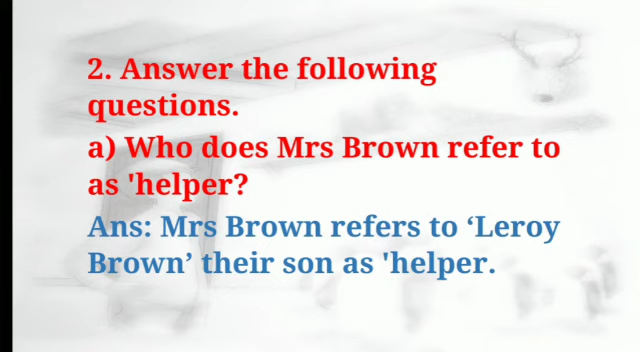 2. Answer the following
questions.
a) Who does Mrs Brown refer to
as 'helper?
Ans: Mrs Brown refers to ‘Leroy
Brown’ their son as 'helper.